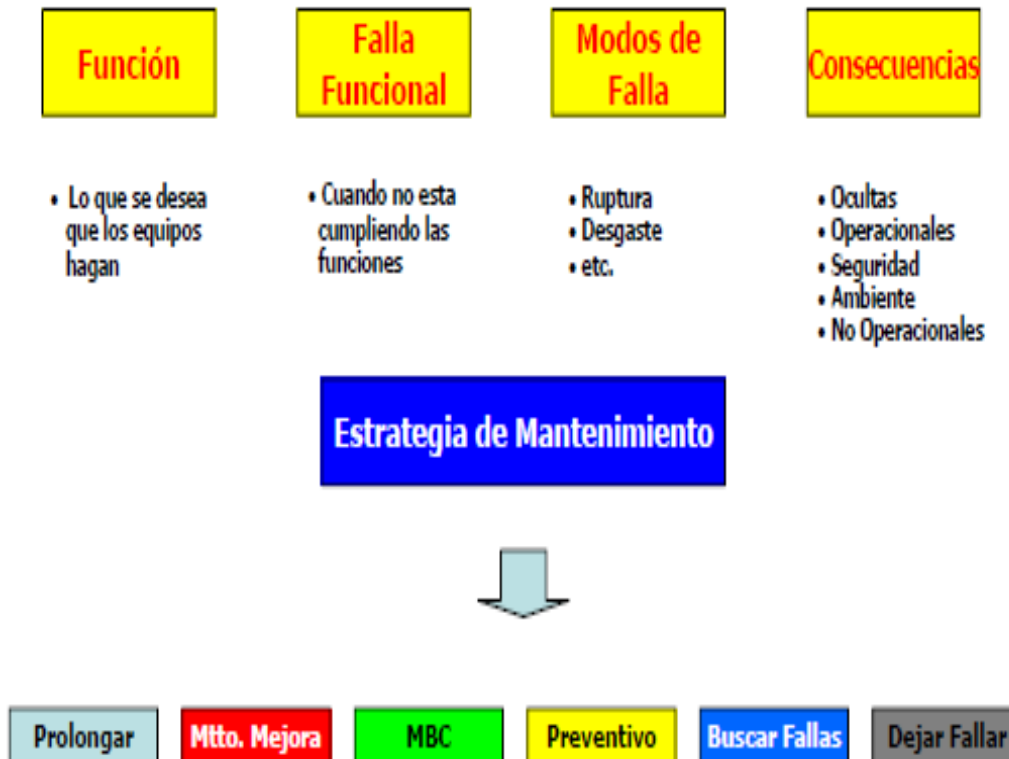 Función
Falla
Funcional
Modos de
Falla
Consecuencias
• Lo que se desea
que los equipos
hagan
• Cuando no esta
cumpliendo las
funciones
• Ruptura
• Desgaste
• etc.
• Ocultas
• Operacionales
• Seguridad
• Ambiente
• No Operacionales
Estrategia de Mantenimiento
Prolongar
Mtto. Mejora
MBC
Preventivo
Buscar Fallas
Dejar Fallar